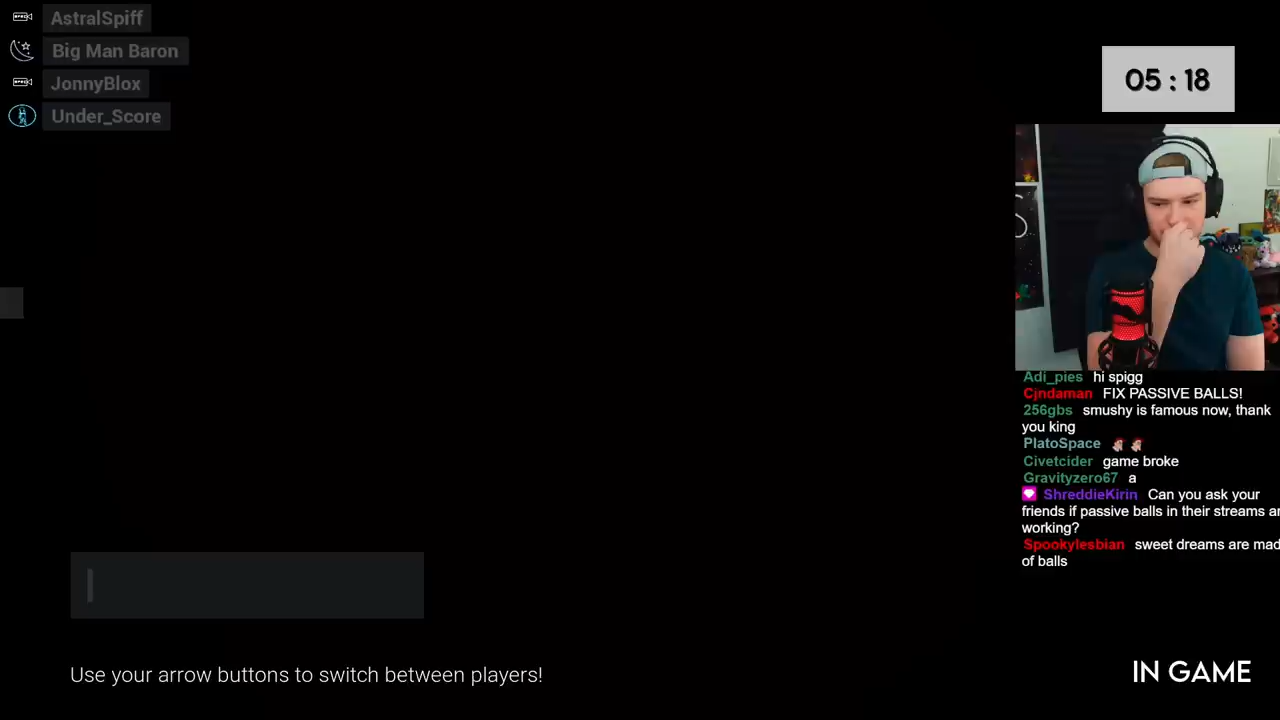 AstralSpiff
Big Man Baron
JonnyBlox
Under_Score
05 : 18
Adi_pies hi spigg
Cjndaman FIX PASSIVE BALLS!
256gbs smushy is famous now, thank
you king
PlatoSpace
Civetcider game broke
Gravityzero67 a
ShreddieKirin Can you ask your
friends if passive balls in their streams ar
working?
Spookylesbian sweet dreams are mad
of balls
Use your arrow buttons to switch between players!
IN GAME